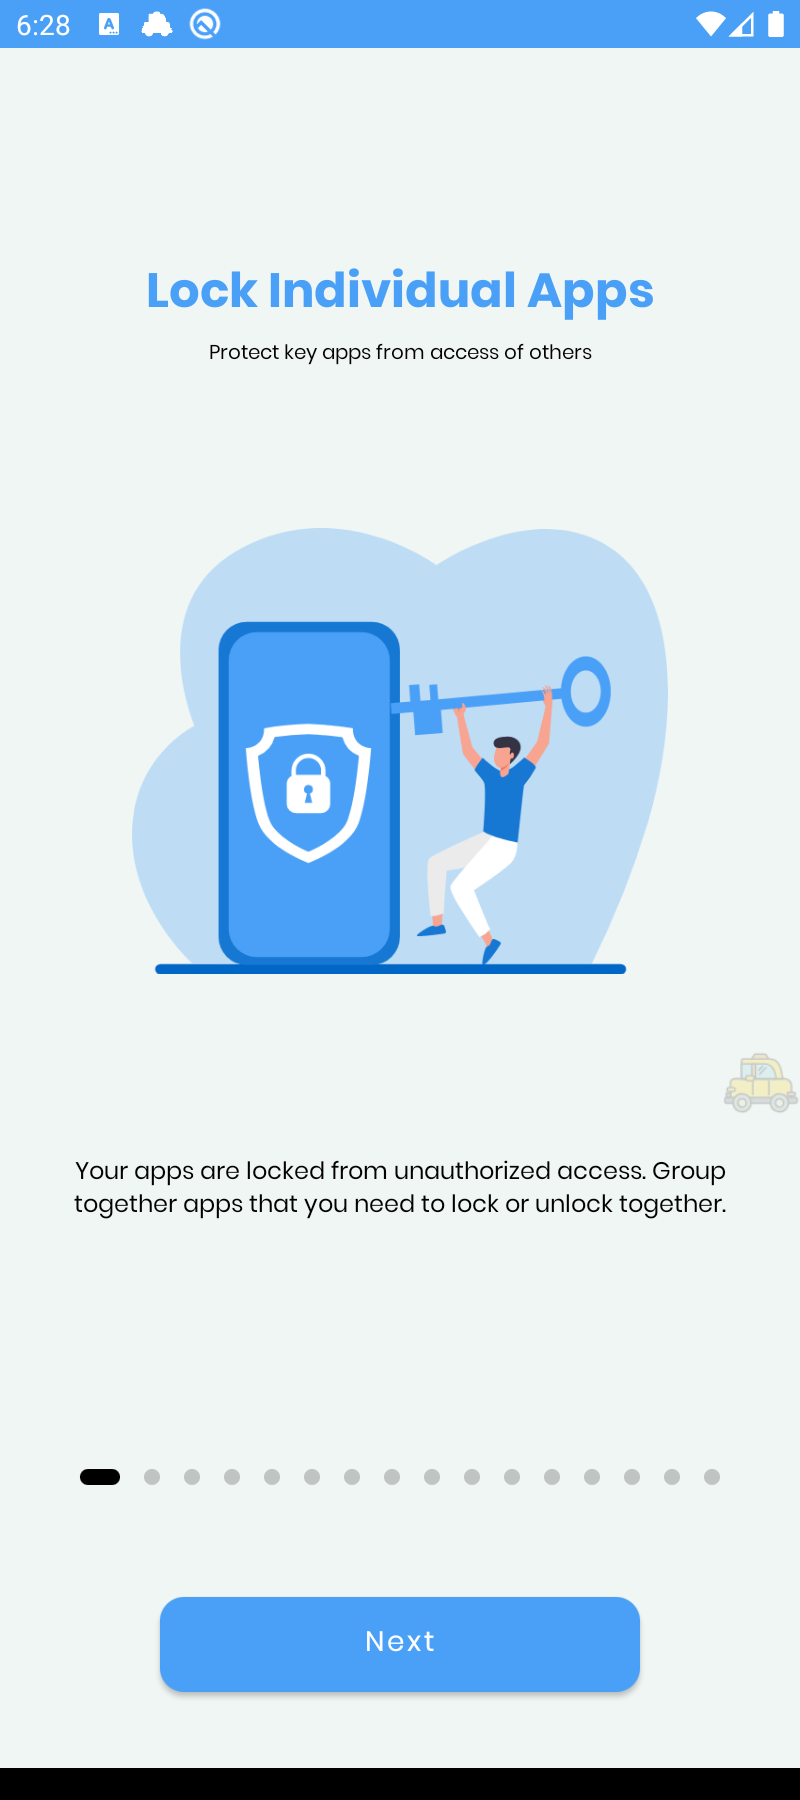 6:28
Lock Individual Apps
Protect key apps from access of others
Your apps are locked from unauthorized access. Group
together apps that you need to lock or unlock together.
Next